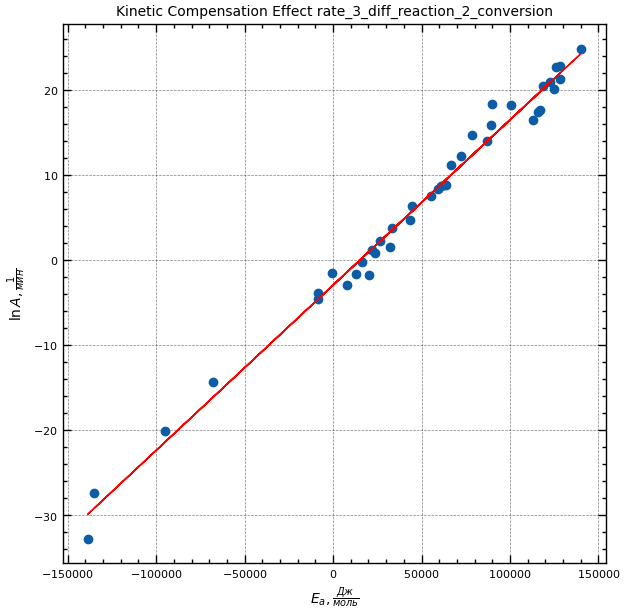 Kinetic Compensation Effect rate_3_diff_reaction_2_conversion
ln A, 1/мин
20
10
0
−10
−20
−30
−150000 −100000 −50000 0 50000 100000 150000
Eₐ, Дж/моль